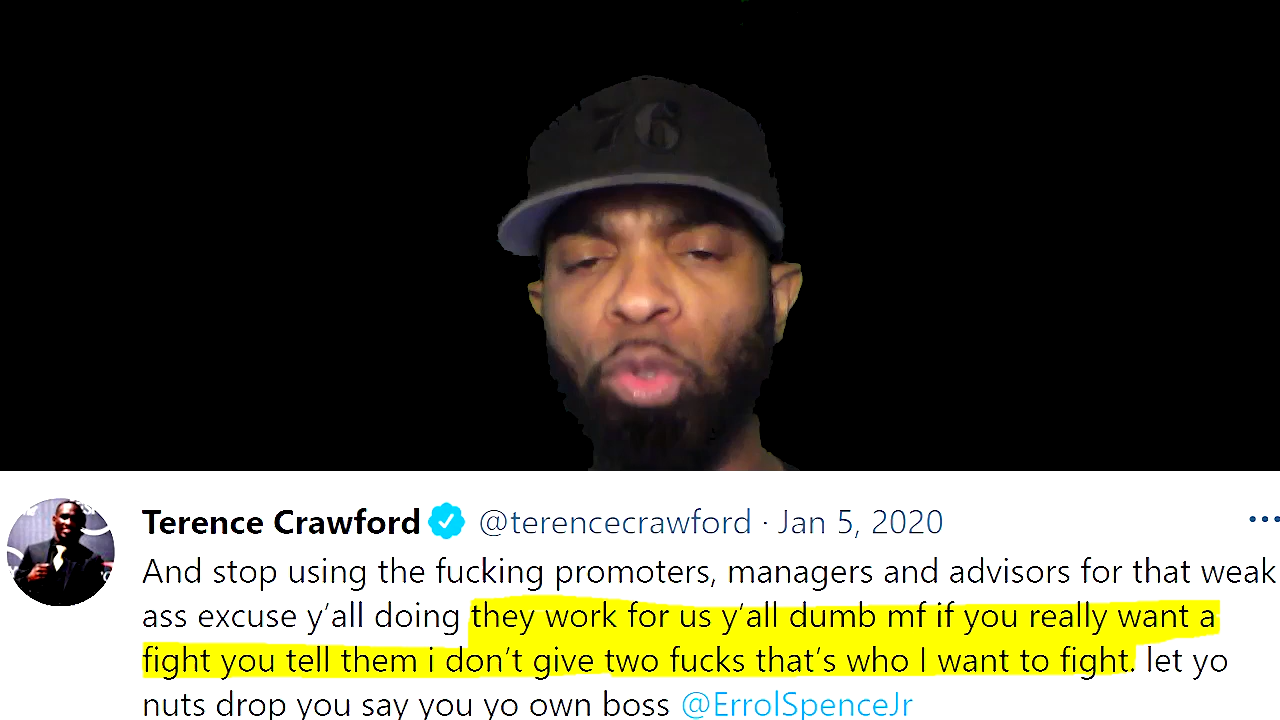 76
Terence Crawford @terencecrawford · Jan 5, 2020
And stop using the fucking promoters, managers and advisors for that weak
ass excuse y'all doing they work for us y'all dumb mf if you really want a
fight you tell them i don't give two fucks that's who I want to fight. let yo
nuts drop you say you yo own boss @ErrolSpenceJr